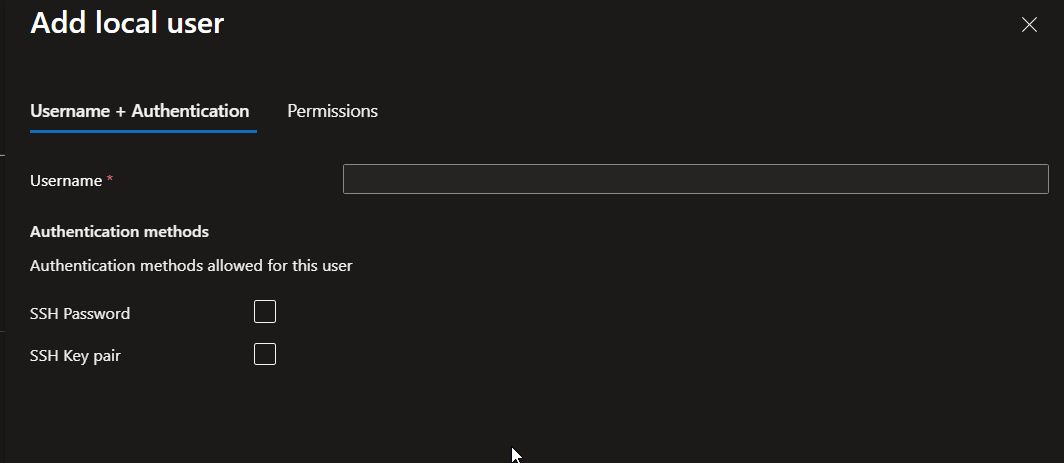 Add local user
Username + Authentication Permissions
Username *
Authentication methods
Authentication methods allowed for this user
SSH Password
SSH Key pair